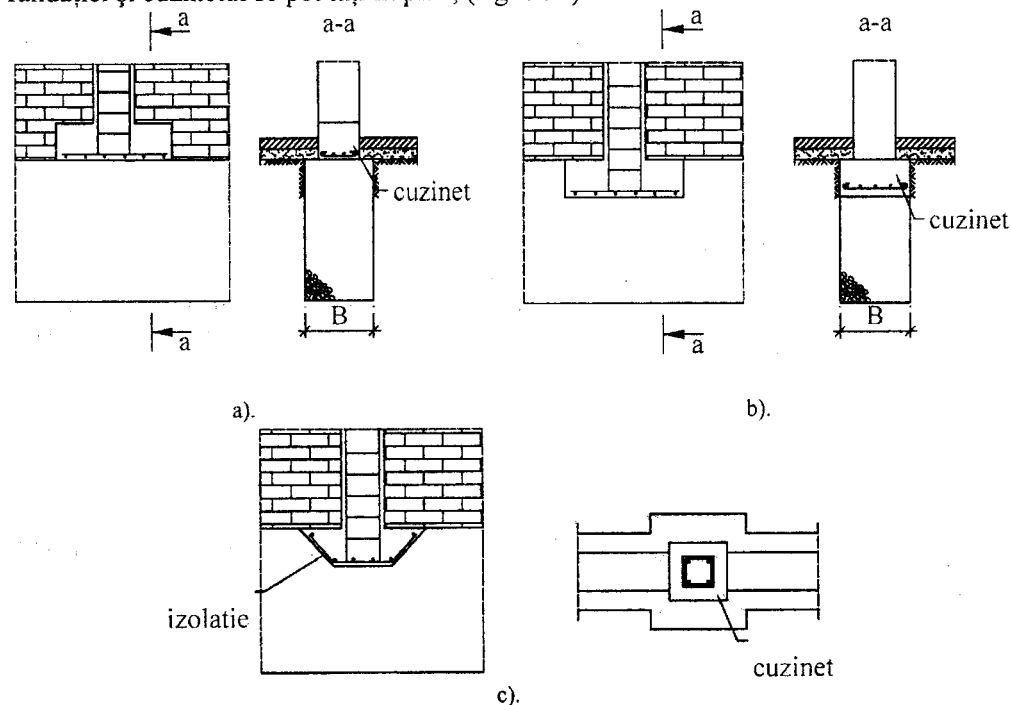 a
a-a
a
a-a
cuzinet
cuzinet
B
B
a
a
a).
b).
izolatie
cuzinet
c).